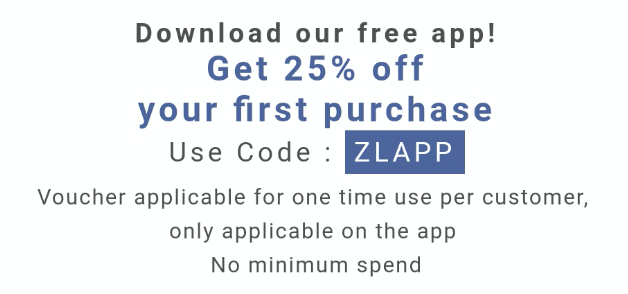 Download our free app!
Get 25% off
your first purchase
Use Code : ZLAPP
Voucher applicable for one time use per customer,
only applicable on the app
No minimum spend